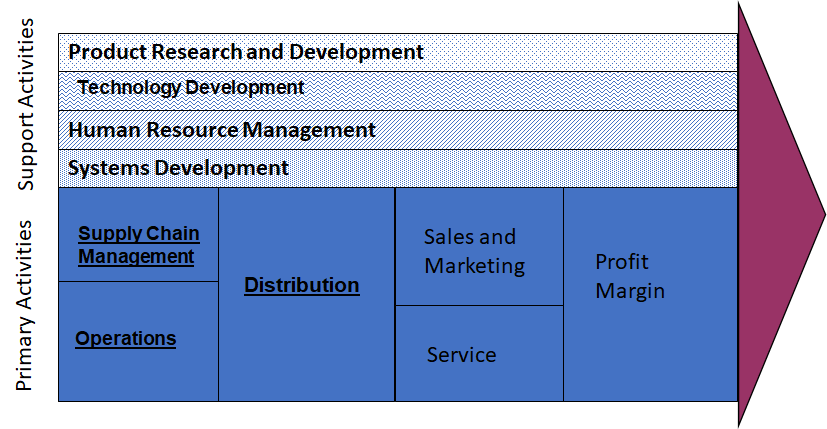 Support Activities
Product Research and Development
Technology Development
Human Resource Management
Systems Development
Primary Activities
Supply Chain
Management
Operations
Distribution
Sales and
Marketing
Service
Profit
Margin